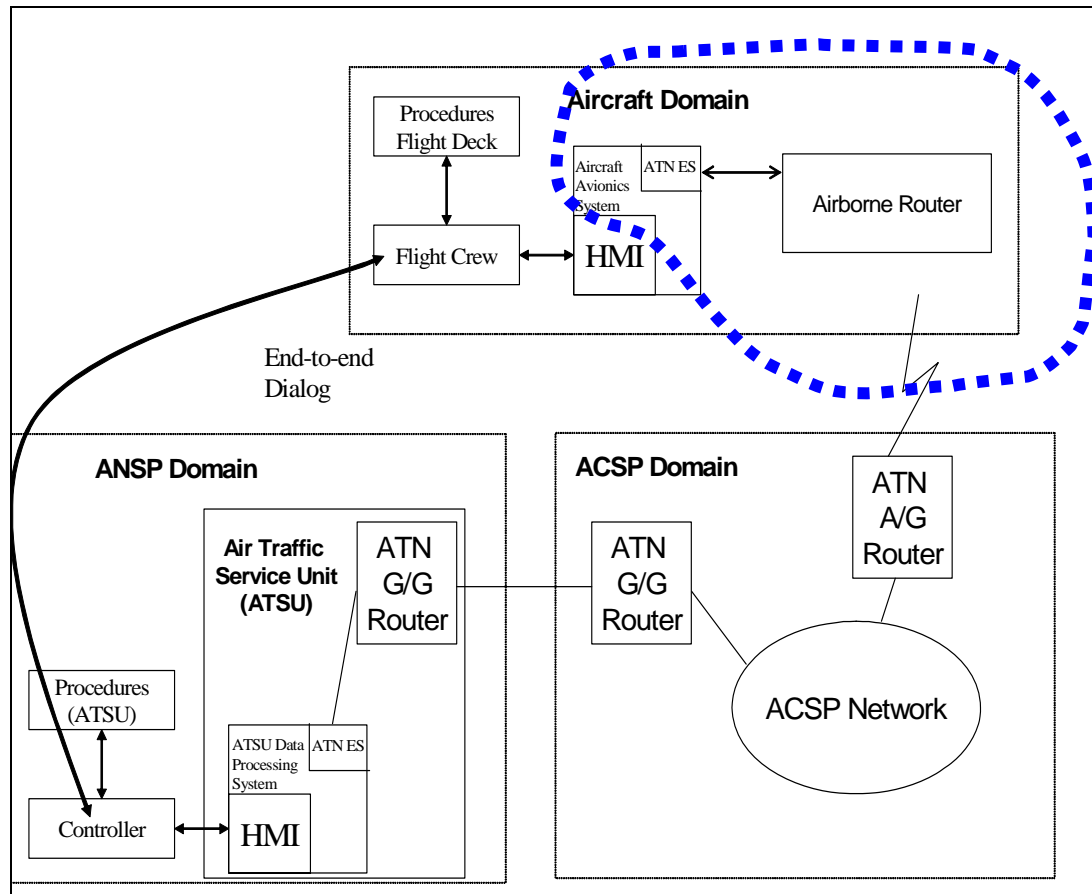 Aircraft Domain
Procedures
Flight Deck
Aircraft
Avionics
System
ATN ES
HMI
Flight Crew
Airborne Router
End-to-end
Dialog
ANSP Domain
Air Traffic
Service Unit
(ATSU)
ATN
G/G
Router
Procedures
(ATSU)
ATSU Data
Processing
System
ATN ES
HMI
Controller
ACSP Domain
ATN
G/G
Router
ATN
A/G
Router
ACSP Network